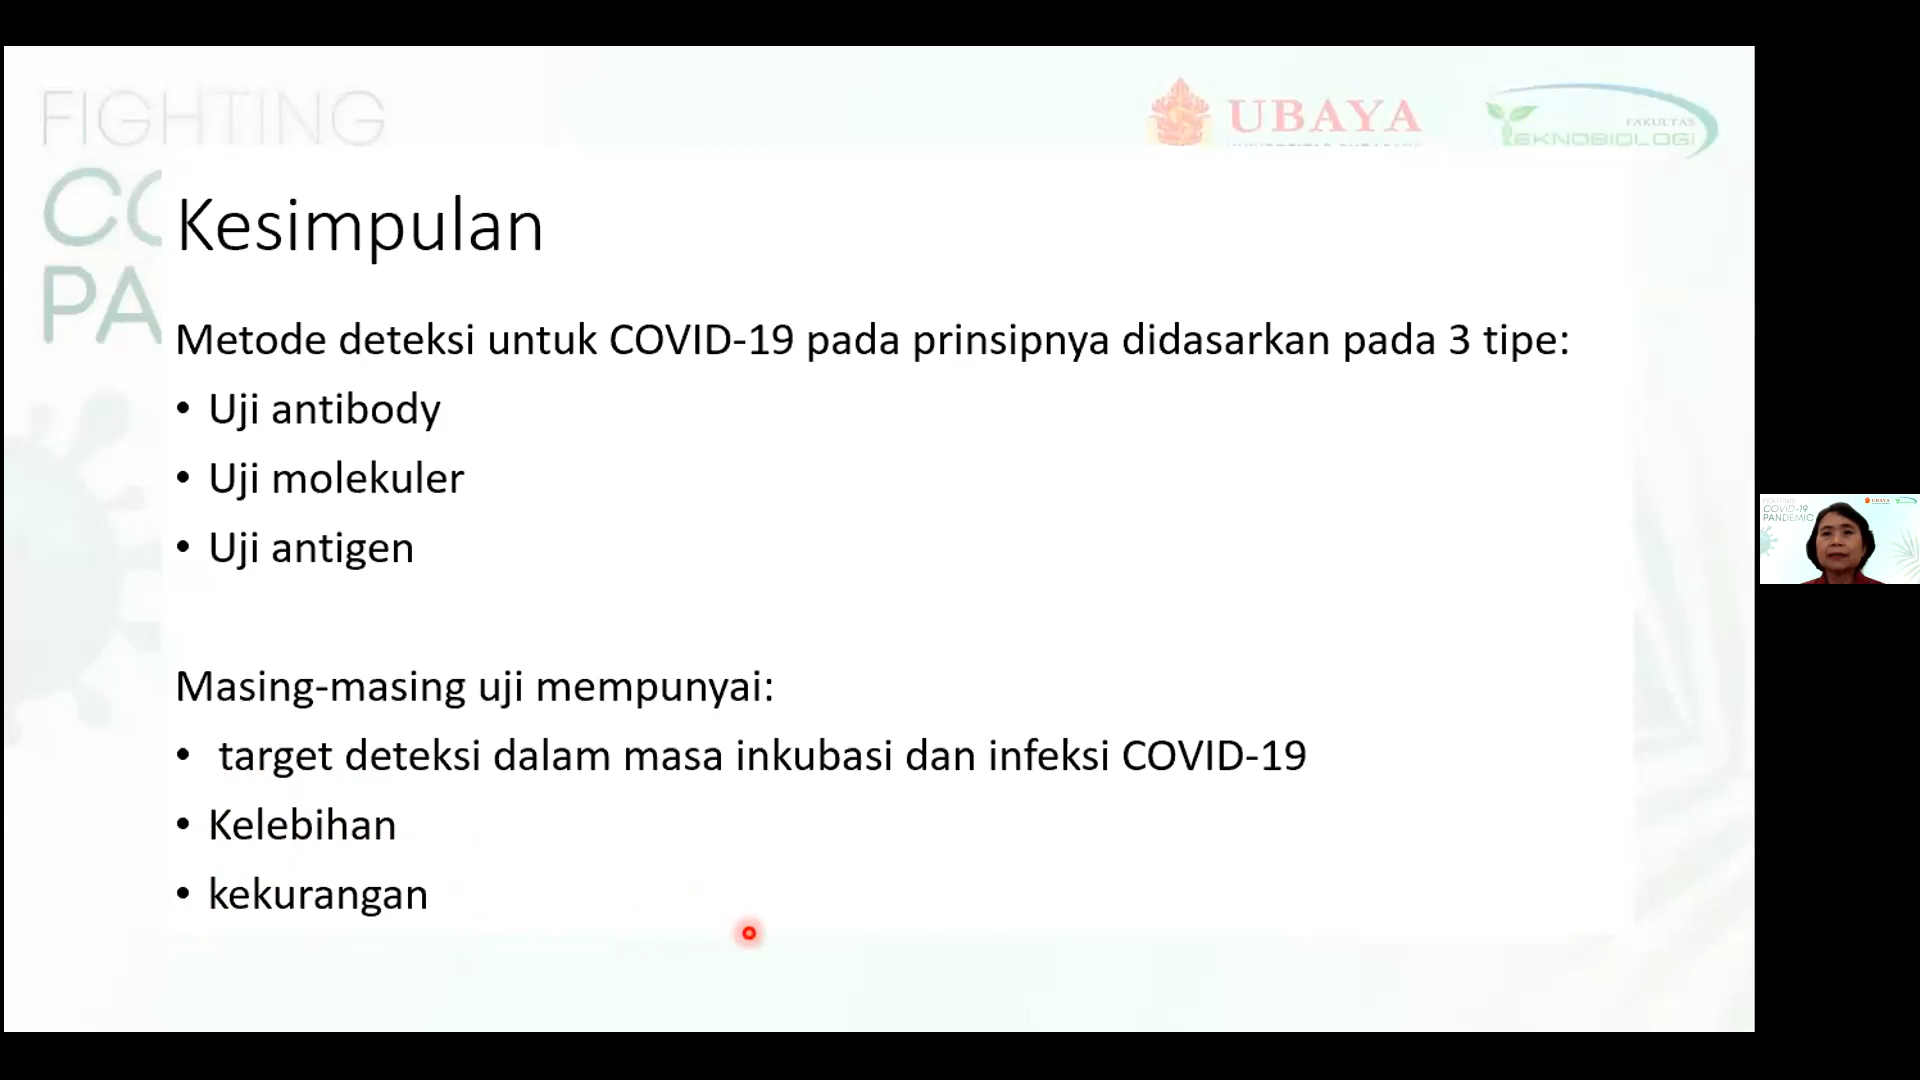 FIGHTING
UBAYA
FAKULTAS
TEKNOBIOLOGI
CO
PA
Kesimpulan
Metode deteksi untuk COVID-19 pada prinsipnya didasarkan pada 3 tipe:
• Uji antibody
• Uji molekuler
• Uji antigen
Masing-masing uji mempunyai:
• target deteksi dalam masa inkubasi dan infeksi COVID-19
• Kelebihan
• kekurangan
FIGHTING
COVID-19
PANDEMIC
UBAYA